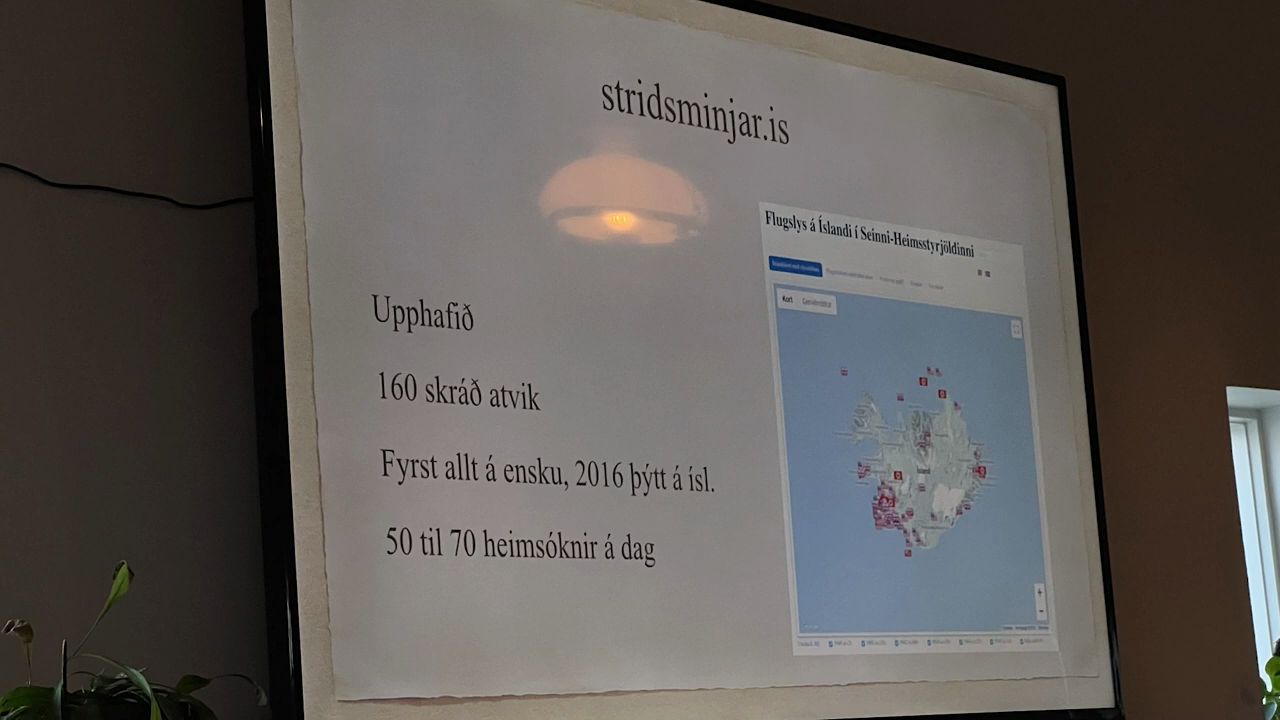 stridsminjar.is
Upphafið
160 skráð atvik
Fyrst allt á ensku, 2016 þýtt á ísl.
50 til 70 heimsóknir á dag
Flugslys á Íslandi í Seinni-Heimsstyrjöldinni
Kort